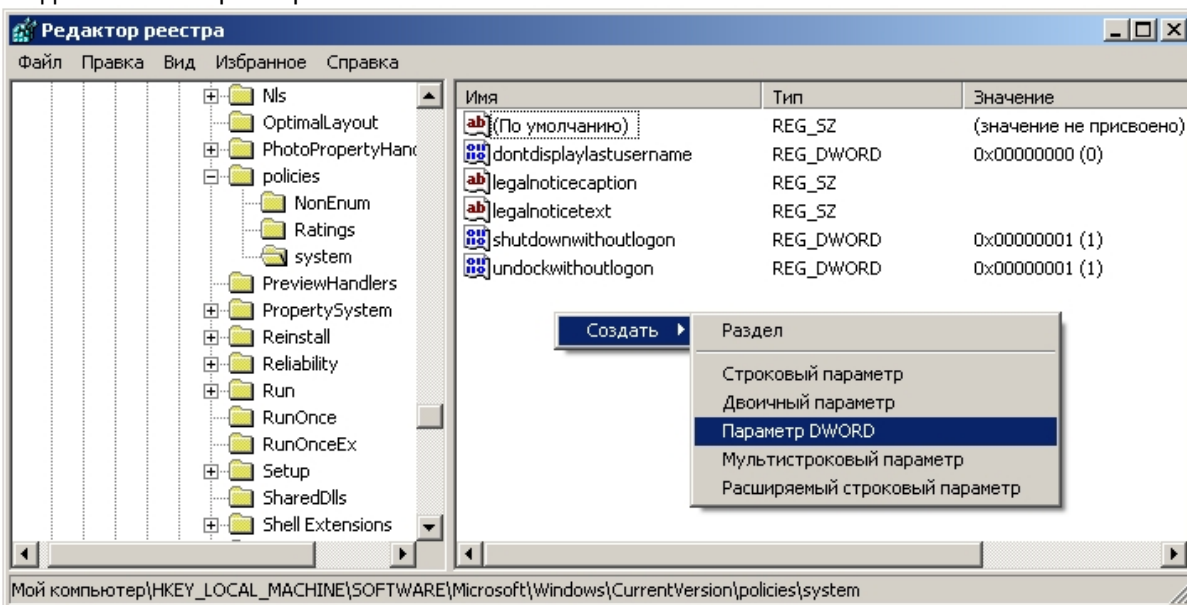 Редактор реестра
Файл Правка Вид Избранное Справка
Nls
OptimalLayout
PhotoPropertyHand
policies
NonEnum
Ratings
system
PreviewHandlers
PropertySystem
Reinstall
Reliability
Run
RunOnce
RunOnceEx
Setup
SharedDlls
Shell Extensions
Имя Тип Значение
(По умолчанию) REG_SZ (значение не присвоено)
dontdisplaylastusername REG_DWORD 0x00000000 (0)
legalnoticecaption REG_SZ
legalnoticetext REG_SZ
shutdownwithoutlogon REG_DWORD 0x00000001 (1)
undockwithoutlogon REG_DWORD 0x00000001 (1)
Создать
Раздел
Строковый параметр
Двоичный параметр
Параметр DWORD
Мультистроковый параметр
Расширяемый строковый параметр
Мой компьютер\HKEY_LOCAL_MACHINE\SOFTWARE\Microsoft\Windows\CurrentVersion\policies\system